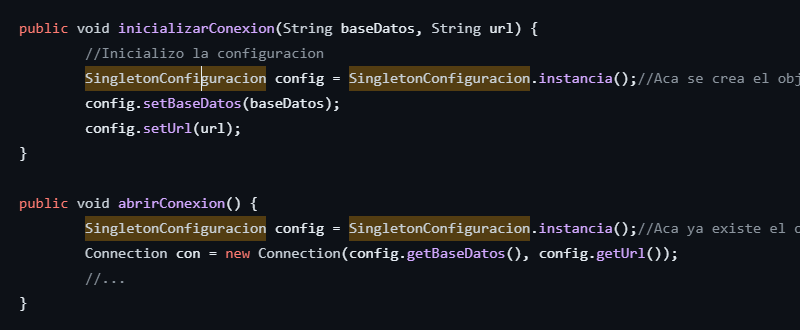 public void inicializarConexion(String baseDatos, String url) {
//Inicializo la configuracion
SingletonConfiguracion config = SingletonConfiguracion.instancia();//Aca se crea el
config.setBaseDatos(baseDatos);
config.setUrl(url);
}
public void abrirConexion() {
SingletonConfiguracion config = SingletonConfiguracion.instancia();//Aca ya existe el
Connection con = new Connection(config.getBaseDatos(), config.getUrl());
//...
}